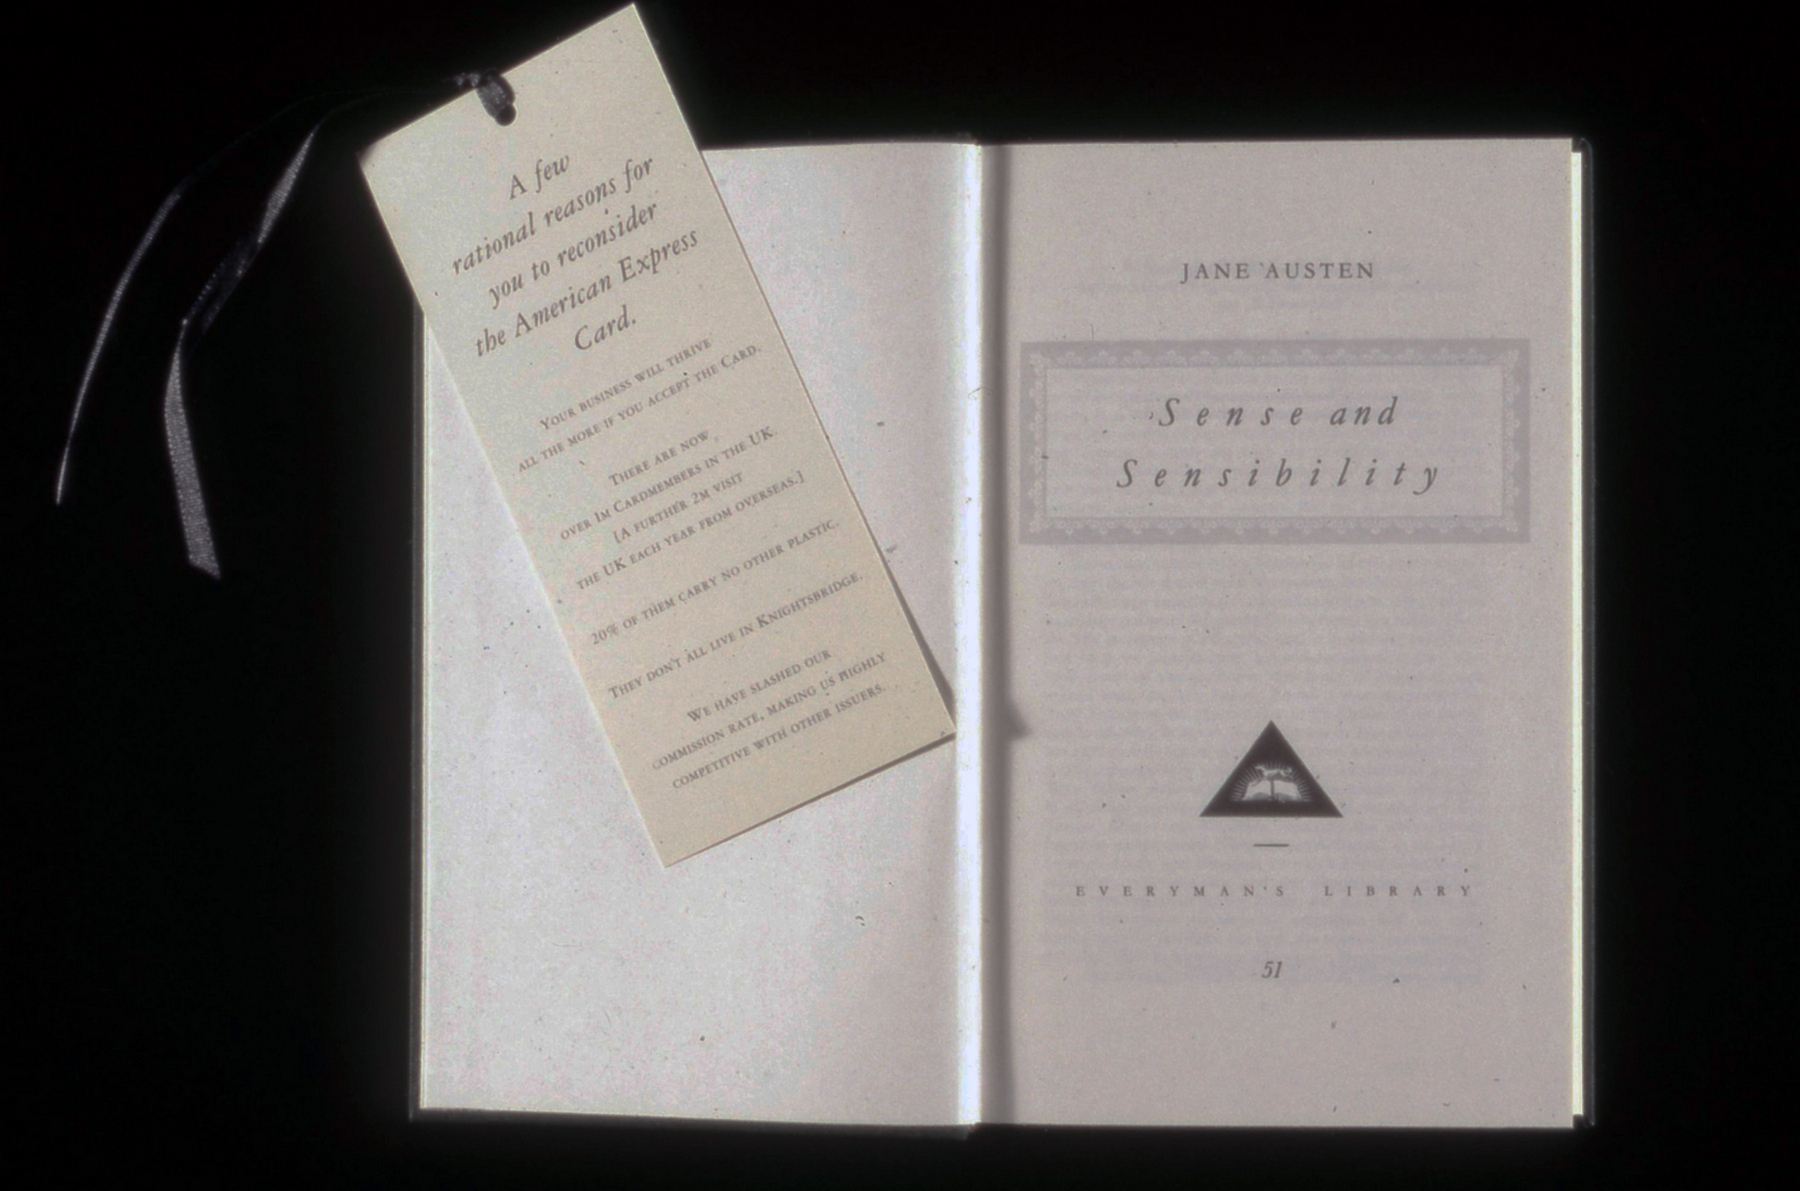 A few
rational reasons for
you to reconsider
the American Express
Card.
YOUR BUSINESS WILL THRIVE
ALL THE MORE IF YOU ACCEPT THE CARD.
THERE ARE NOW
OVER 1M CARDMEMBERS IN THE UK.
[A FURTHER 2M VISIT
THE UK EACH YEAR FROM OVERSEAS.]
20% OF THEM CARRY NO OTHER PLASTIC.
THEY DON'T ALL LIVE IN KNIGHTSBRIDGE.
WE HAVE SLASHED OUR
COMMISSION RATE, MAKING US HIGHLY
COMPETITIVE WITH OTHER ISSUERS.
JANE AUSTEN
Sense and
Sensibility
EVERYMAN'S LIBRARY
51